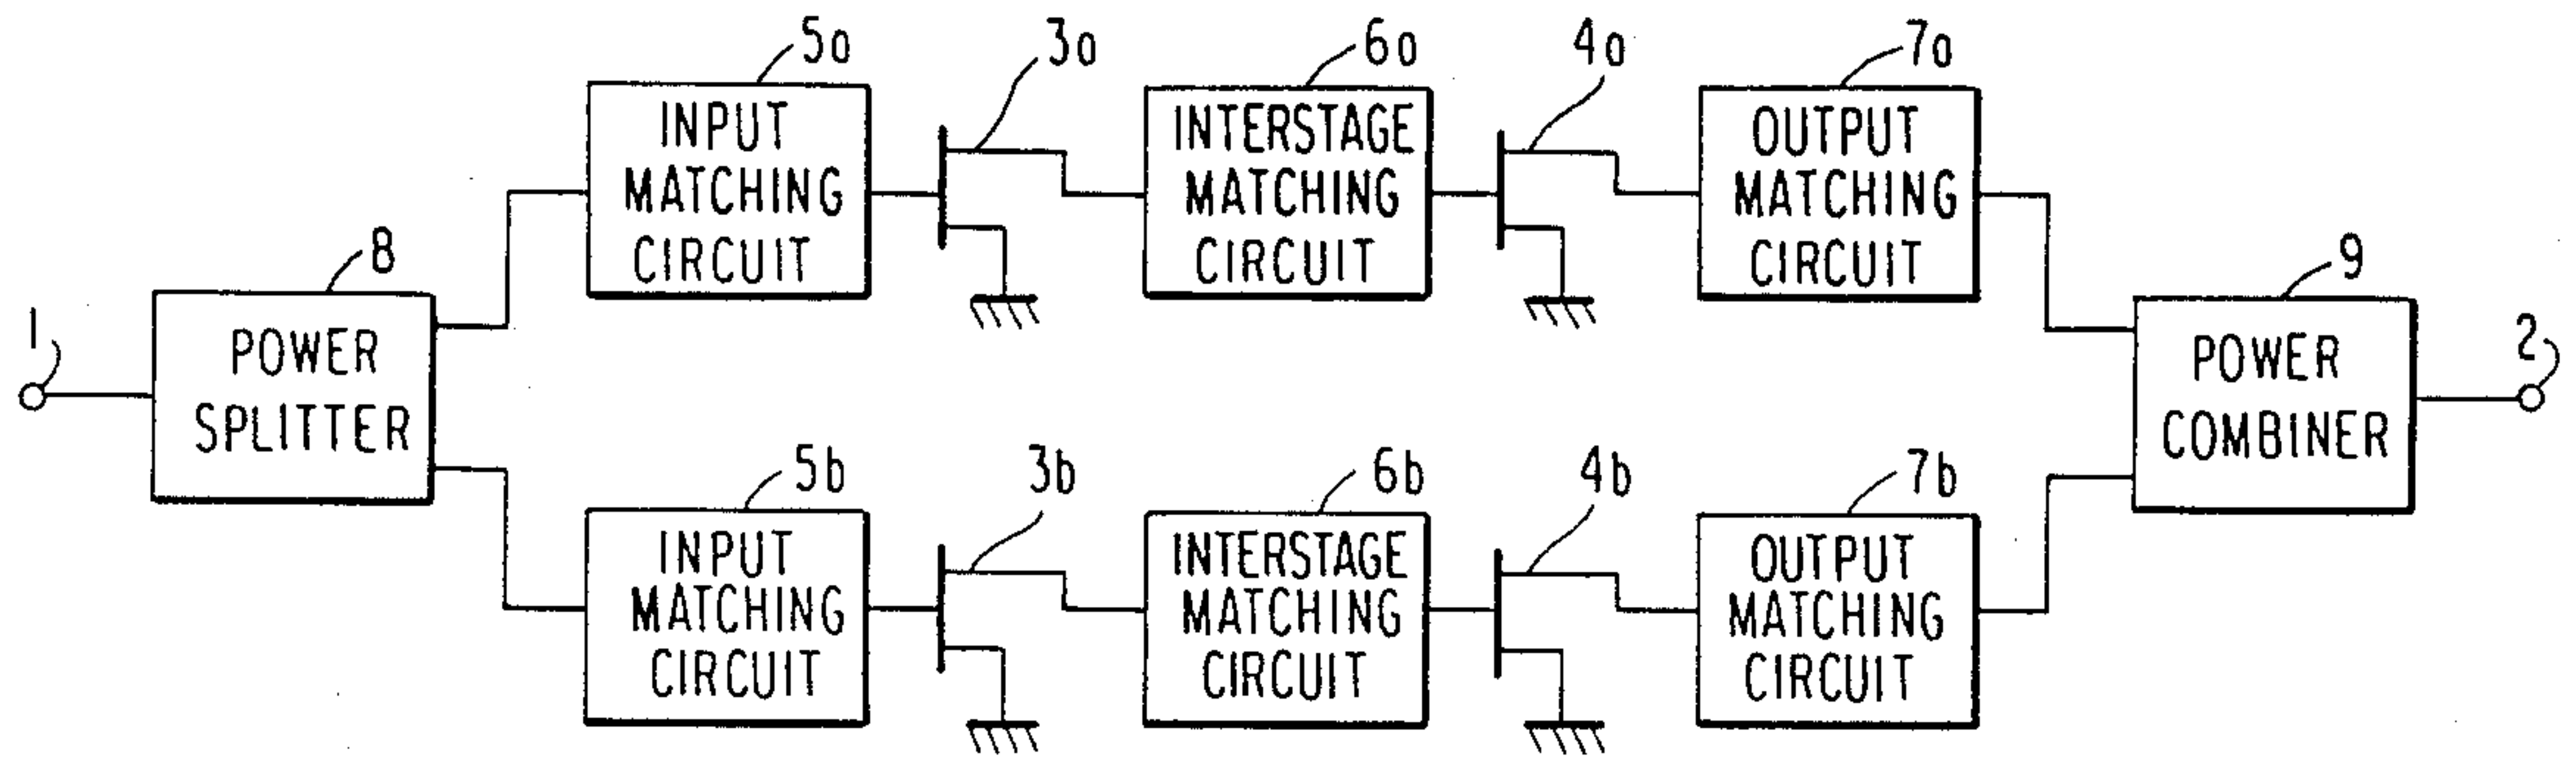 5a
3a
6a
4a
7a
INPUT
MATCHING
CIRCUIT
INTERSTAGE
MATCHING
CIRCUIT
OUTPUT
MATCHING
CIRCUIT
8
9
1
2
POWER
SPLITTER
POWER
COMBINER
5b
3b
6b
4b
7b
INPUT
MATCHING
CIRCUIT
INTERSTAGE
MATCHING
CIRCUIT
OUTPUT
MATCHING
CIRCUIT